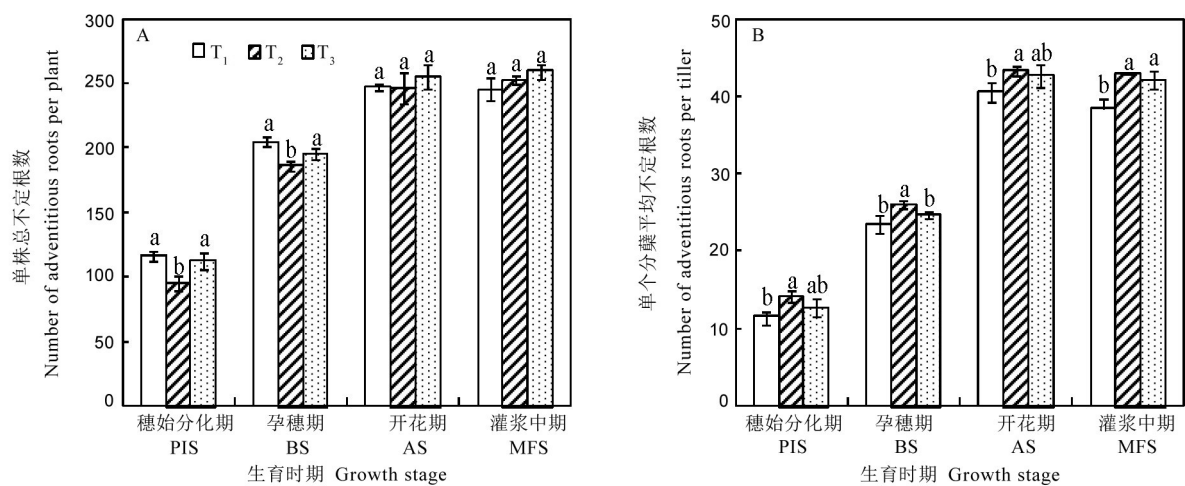 A
T₁ T₂ T₃
300
250
200
150
100
50
0
单株总不定根数
Number of adventitious roots per plant
a b a
a b a
a a a
a a a
穗始分化期 孕穗期 开花期 灌浆中期
PIS BS AS MFS
生育时期 Growth stage
B
50
40
30
20
10
0
单个分蘖平均不定根数
Number of adventitious roots per tiller
b a ab
b a b
b a ab
b a a
穗始分化期 孕穗期 开花期 灌浆中期
PIS BS AS MFS
生育时期 Growth stage